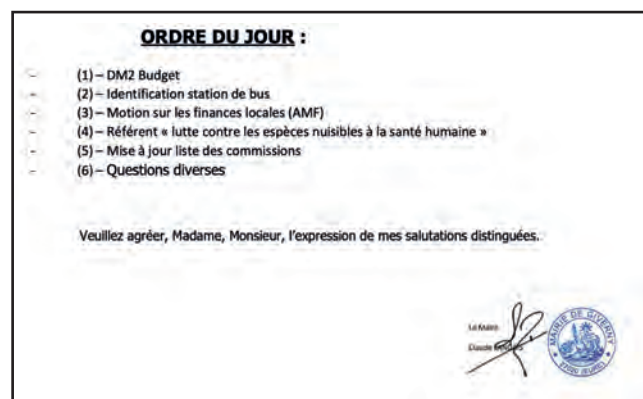 ORDRE DU JOUR :
- (1) – DM2 Budget
- (2) – Identification station de bus
- (3) – Motion sur les finances locales (AMF)
- (4) – Référent « lutte contre les espèces nuisibles à la santé humaine »
- (5) – Mise à jour liste des commissions
- (6) – Questions diverses
Veuillez agréer, Madame, Monsieur, l'expression de mes salutations distinguées.
Le Maire
Claude
MAIRIE DE GIVERNY
27620 (EURE)